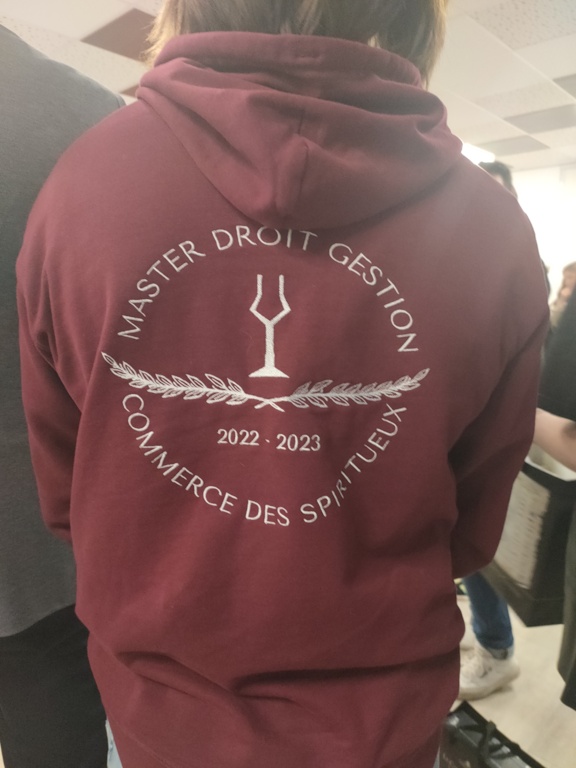 MASTER DROIT GESTION
2022 - 2023
COMMERCE DES SPIRITUEUX